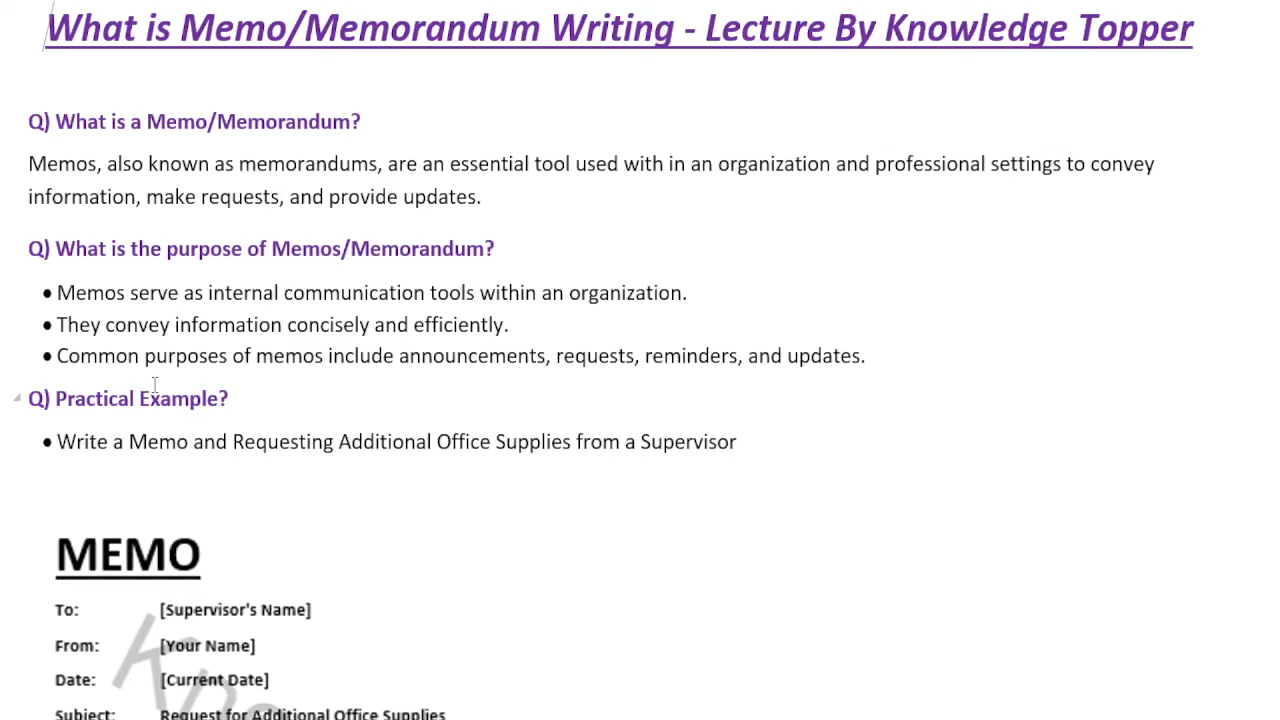 What is Memo/Memorandum Writing - Lecture By Knowledge Topper
Q) What is a Memo/Memorandum?
Memos, also known as memorandums, are an essential tool used with in an organization and professional settings to convey
information, make requests, and provide updates.
Q) What is the purpose of Memos/Memorandum?
• Memos serve as internal communication tools within an organization.
• They convey information concisely and efficiently.
• Common purposes of memos include announcements, requests, reminders, and updates.
Q) Practical Example?
• Write a Memo and Requesting Additional Office Supplies from a Supervisor
MEMO
To: [Supervisor's Name]
From: [Your Name]
Date: [Current Date]
Subject: Request for Additional Office Supplies